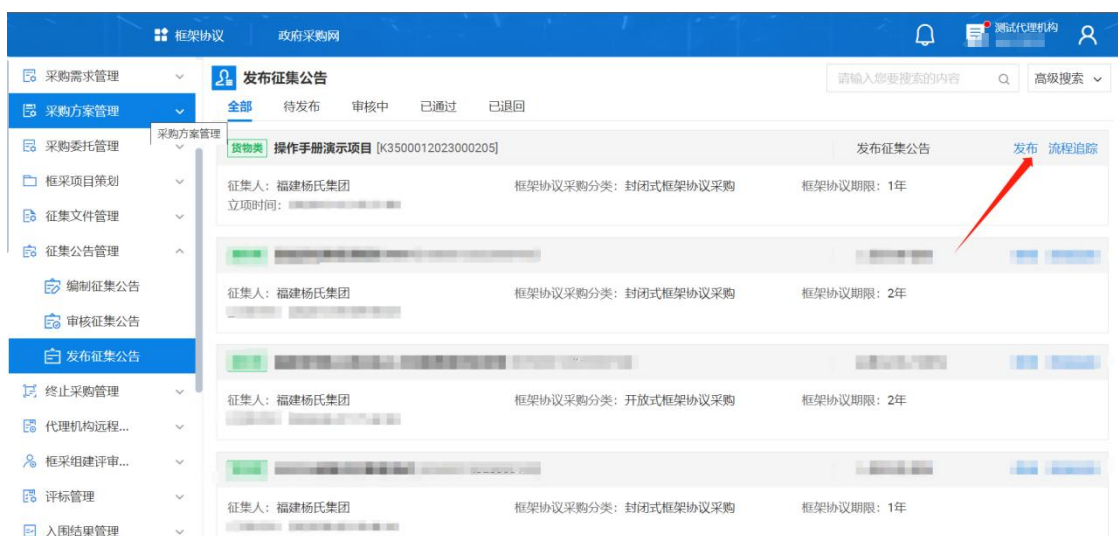 框架协议 政府采购网 测试代理机构
采购需求管理
采购方案管理
采购方案管理
采购委托管理
框采项目策划
征集文件管理
征集公告管理
编制征集公告
审核征集公告
发布征集公告
终止采购管理
代理机构远程...
框采组建评审...
评标管理
入围结果管理
发布征集公告 请输入您要搜索的内容 高级搜索
全部 待发布 审核中 已通过 已退回
货物类 操作手册演示项目 [K3500012023000205] 发布征集公告 发布 流程追踪
征集人：福建杨氏集团 框架协议采购分类：封闭式框架协议采购 框架协议期限：1年
立项时间：
征集人：福建杨氏集团 框架协议采购分类：封闭式框架协议采购 框架协议期限：2年
征集人：福建杨氏集团 框架协议采购分类：开放式框架协议采购 框架协议期限：2年
征集人：福建杨氏集团 框架协议采购分类：封闭式框架协议采购 框架协议期限：1年